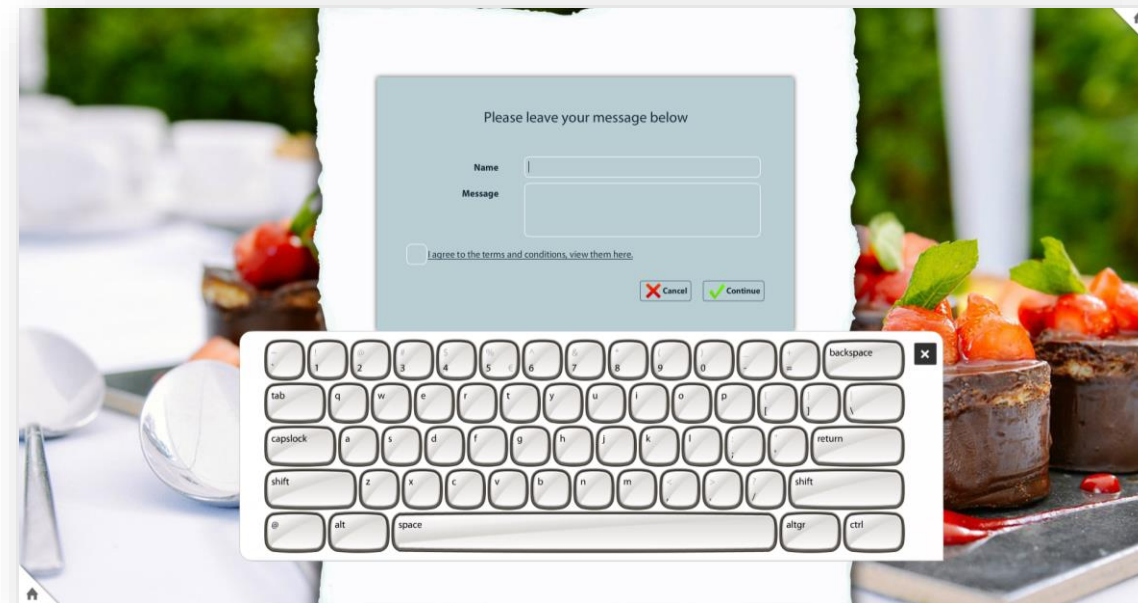 Please leave your message below
Name
Message
I agree to the terms and conditions, view them here.
Cancel Continue
~ ! @ # $ % ^ & * ( ) _ + backspace
` 1 2 3 4 5 € 6 7 8 9 0 - =
tab q w e r t y u i o p [ ] \
capslock a s d f g h j k l ; ' return
shift z x c v b n m , . / shift
@ alt space altgr ctrl